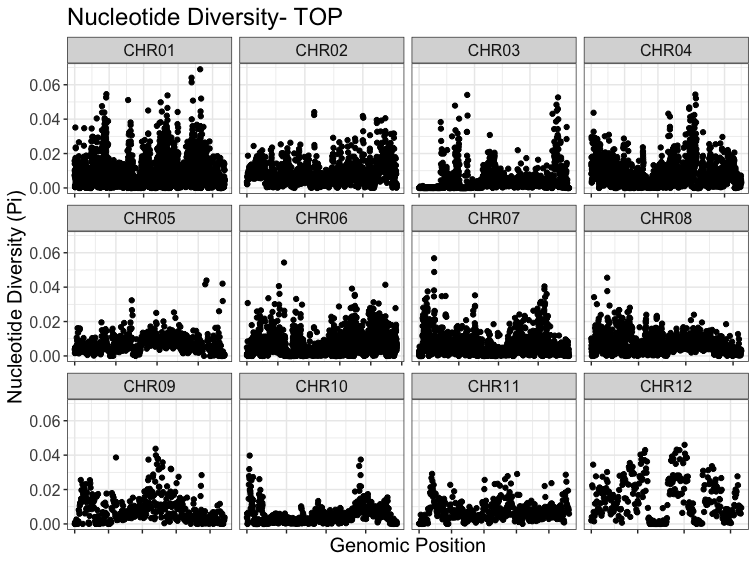 Nucleotide Diversity- TOP
CHR01 CHR02 CHR03 CHR04
0.06
0.04
0.02
0.00
CHR05 CHR06 CHR07 CHR08
0.06
0.04
0.02
0.00
CHR09 CHR10 CHR11 CHR12
0.06
0.04
0.02
0.00
Nucleotide Diversity (Pi)
Genomic Position